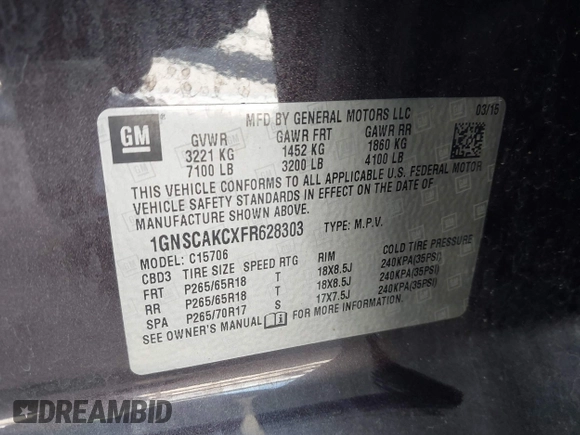 GM
MFD BY GENERAL MOTORS LLC 03/15
GVWR GAWR FRT GAWR RR
3221 KG 1452 KG 1860 KG
7100 LB 3200 LB 4100 LB
THIS VEHICLE CONFORMS TO ALL APPLICABLE U.S. FEDERAL MOTOR
VEHICLE SAFETY STANDARDS IN EFFECT ON THE DATE OF
MANUFACTURE SHOWN ABOVE.
1GNSCAKCXFR628303 TYPE: M.P.V.
MODEL: C15706
CBD3 TIRE SIZE SPEED RTG RIM COLD TIRE PRESSURE
FRT P265/65R18 T 18X8.5J 240KPA(35PSI)
RR P265/65R18 T 18X8.5J 240KPA(35PSI)
SPA P265/70R17 S 17X7.5J 240KPA(35PSI)
SEE OWNER'S MANUAL FOR MORE INFORMATION.
DREAMBID